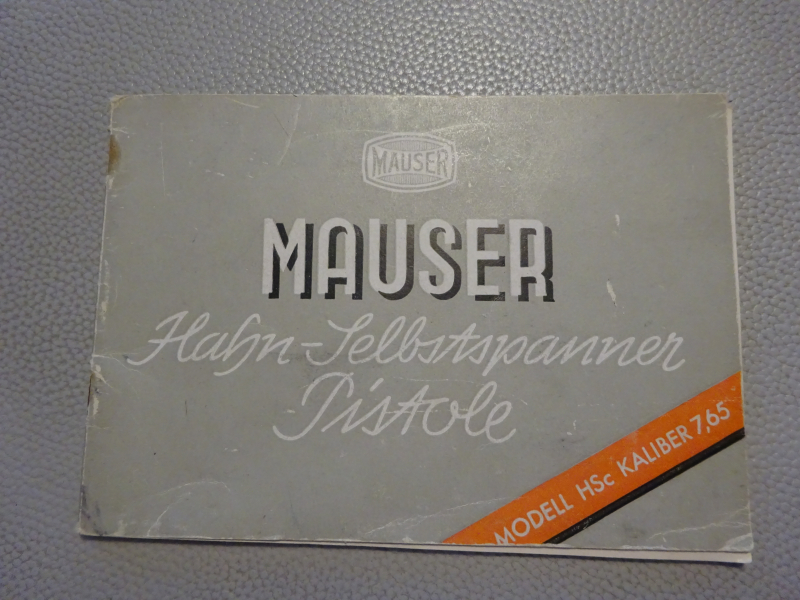 MAUSER
MAUSER
Hahn-Selbstspanner
Pistole
MODELL HSc KALIBER 7,65